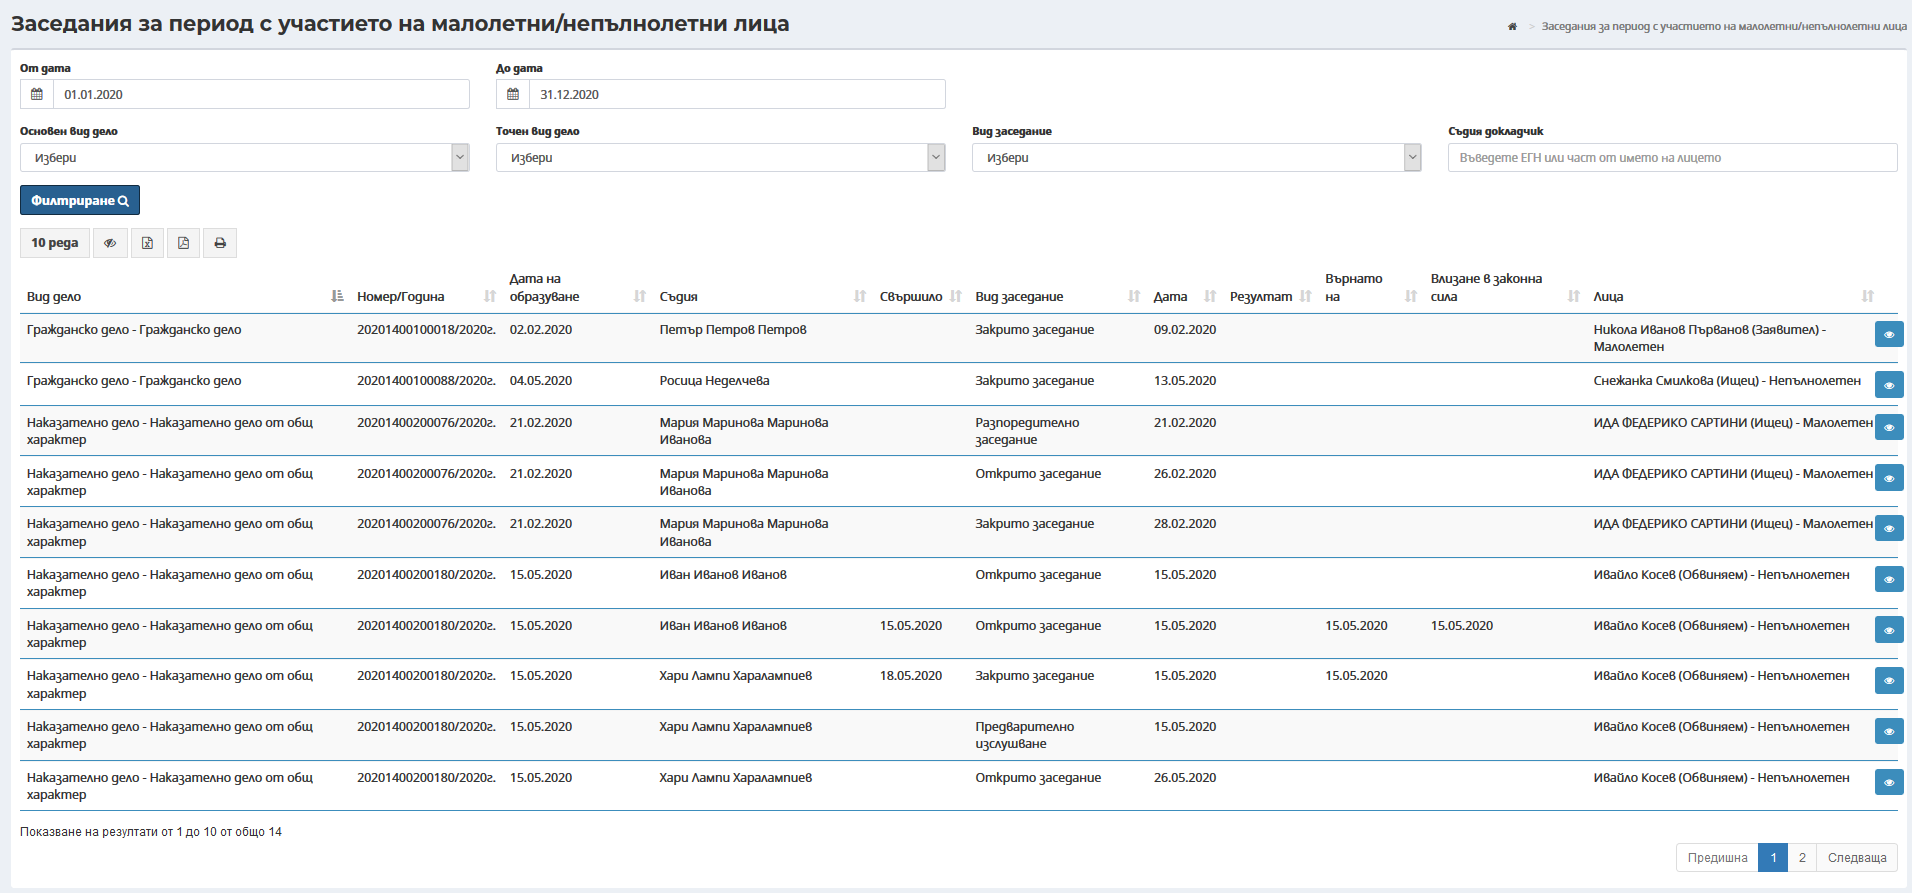 Заседания за период с участието на малолетни/непълнолетни лица
> Заседания за период с участието на малолетни/непълнолетни лица
От дата До дата
01.01.2020 31.12.2020
Основен вид дело Точен вид дело Вид заседание Съдия докладчик
Избери Избери Избери Въведете ЕГН или част от името на лицето
Филтриране
10 реда
Вид дело Номер/Година Дата на образуване Съдия Свършило Вид заседание Дата Резултат Върнато на Влизане в законна сила Лица
Гражданско дело - Гражданско дело 20201400100018/2020г. 02.02.2020 Петър Петров Петров Закрито заседание 09.02.2020 Никола Иванов Първанов (Заявител) -
Малолетен
Гражданско дело - Гражданско дело 20201400100088/2020г. 04.05.2020 Росица Неделчева Закрито заседание 13.05.2020 Снежанка Смилкова (Ищец) - Непълнолетен
Наказателно дело - Наказателно дело от общ 20201400200076/2020г. 21.02.2020 Мария Маринова Маринова Разпоредително 21.02.2020 ИДА ФЕДЕРИКО САРТИНИ (Ищец) - Малолетен
характер Иванова заседание
Наказателно дело - Наказателно дело от общ 20201400200076/2020г. 21.02.2020 Мария Маринова Маринова Открито заседание 26.02.2020 ИДА ФЕДЕРИКО САРТИНИ (Ищец) - Малолетен
характер Иванова
Наказателно дело - Наказателно дело от общ 20201400200076/2020г. 21.02.2020 Мария Маринова Маринова Закрито заседание 28.02.2020 ИДА ФЕДЕРИКО САРТИНИ (Ищец) - Малолетен
характер Иванова
Наказателно дело - Наказателно дело от общ 20201400200180/2020г. 15.05.2020 Иван Иванов Иванов Открито заседание 15.05.2020 Ивайло Косев (Обвиняем) - Непълнолетен
характер
Наказателно дело - Наказателно дело от общ 20201400200180/2020г. 15.05.2020 Иван Иванов Иванов 15.05.2020 Открито заседание 15.05.2020 15.05.2020 15.05.2020 Ивайло Косев (Обвиняем) - Непълнолетен
характер
Наказателно дело - Наказателно дело от общ 20201400200180/2020г. 15.05.2020 Хари Лампи Харалампиев 18.05.2020 Закрито заседание 15.05.2020 15.05.2020 Ивайло Косев (Обвиняем) - Непълнолетен
характер
Наказателно дело - Наказателно дело от общ 20201400200180/2020г. 15.05.2020 Хари Лампи Харалампиев Предварително 15.05.2020 Ивайло Косев (Обвиняем) - Непълнолетен
характер изслушване
Наказателно дело - Наказателно дело от общ 20201400200180/2020г. 15.05.2020 Хари Лампи Харалампиев Открито заседание 26.05.2020 Ивайло Косев (Обвиняем) - Непълнолетен
характер
Показване на резултати от 1 до 10 от общо 14
Предишна 1 2 Следваща